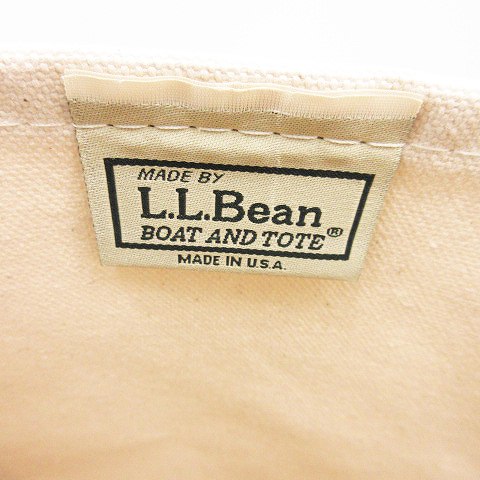 MADE BY
L.L.Bean
BOAT AND TOTE®
MADE IN U.S.A.